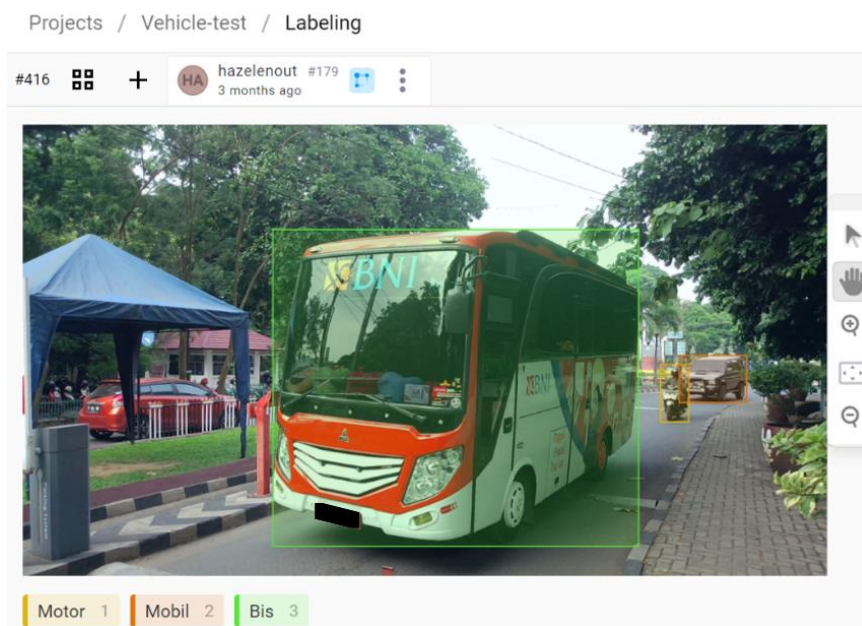 Projects / Vehicle-test / Labeling
#416
HA
hazelenout #179
3 months ago
BNI
BNI
Motor 1
Mobil 2
Bis 3